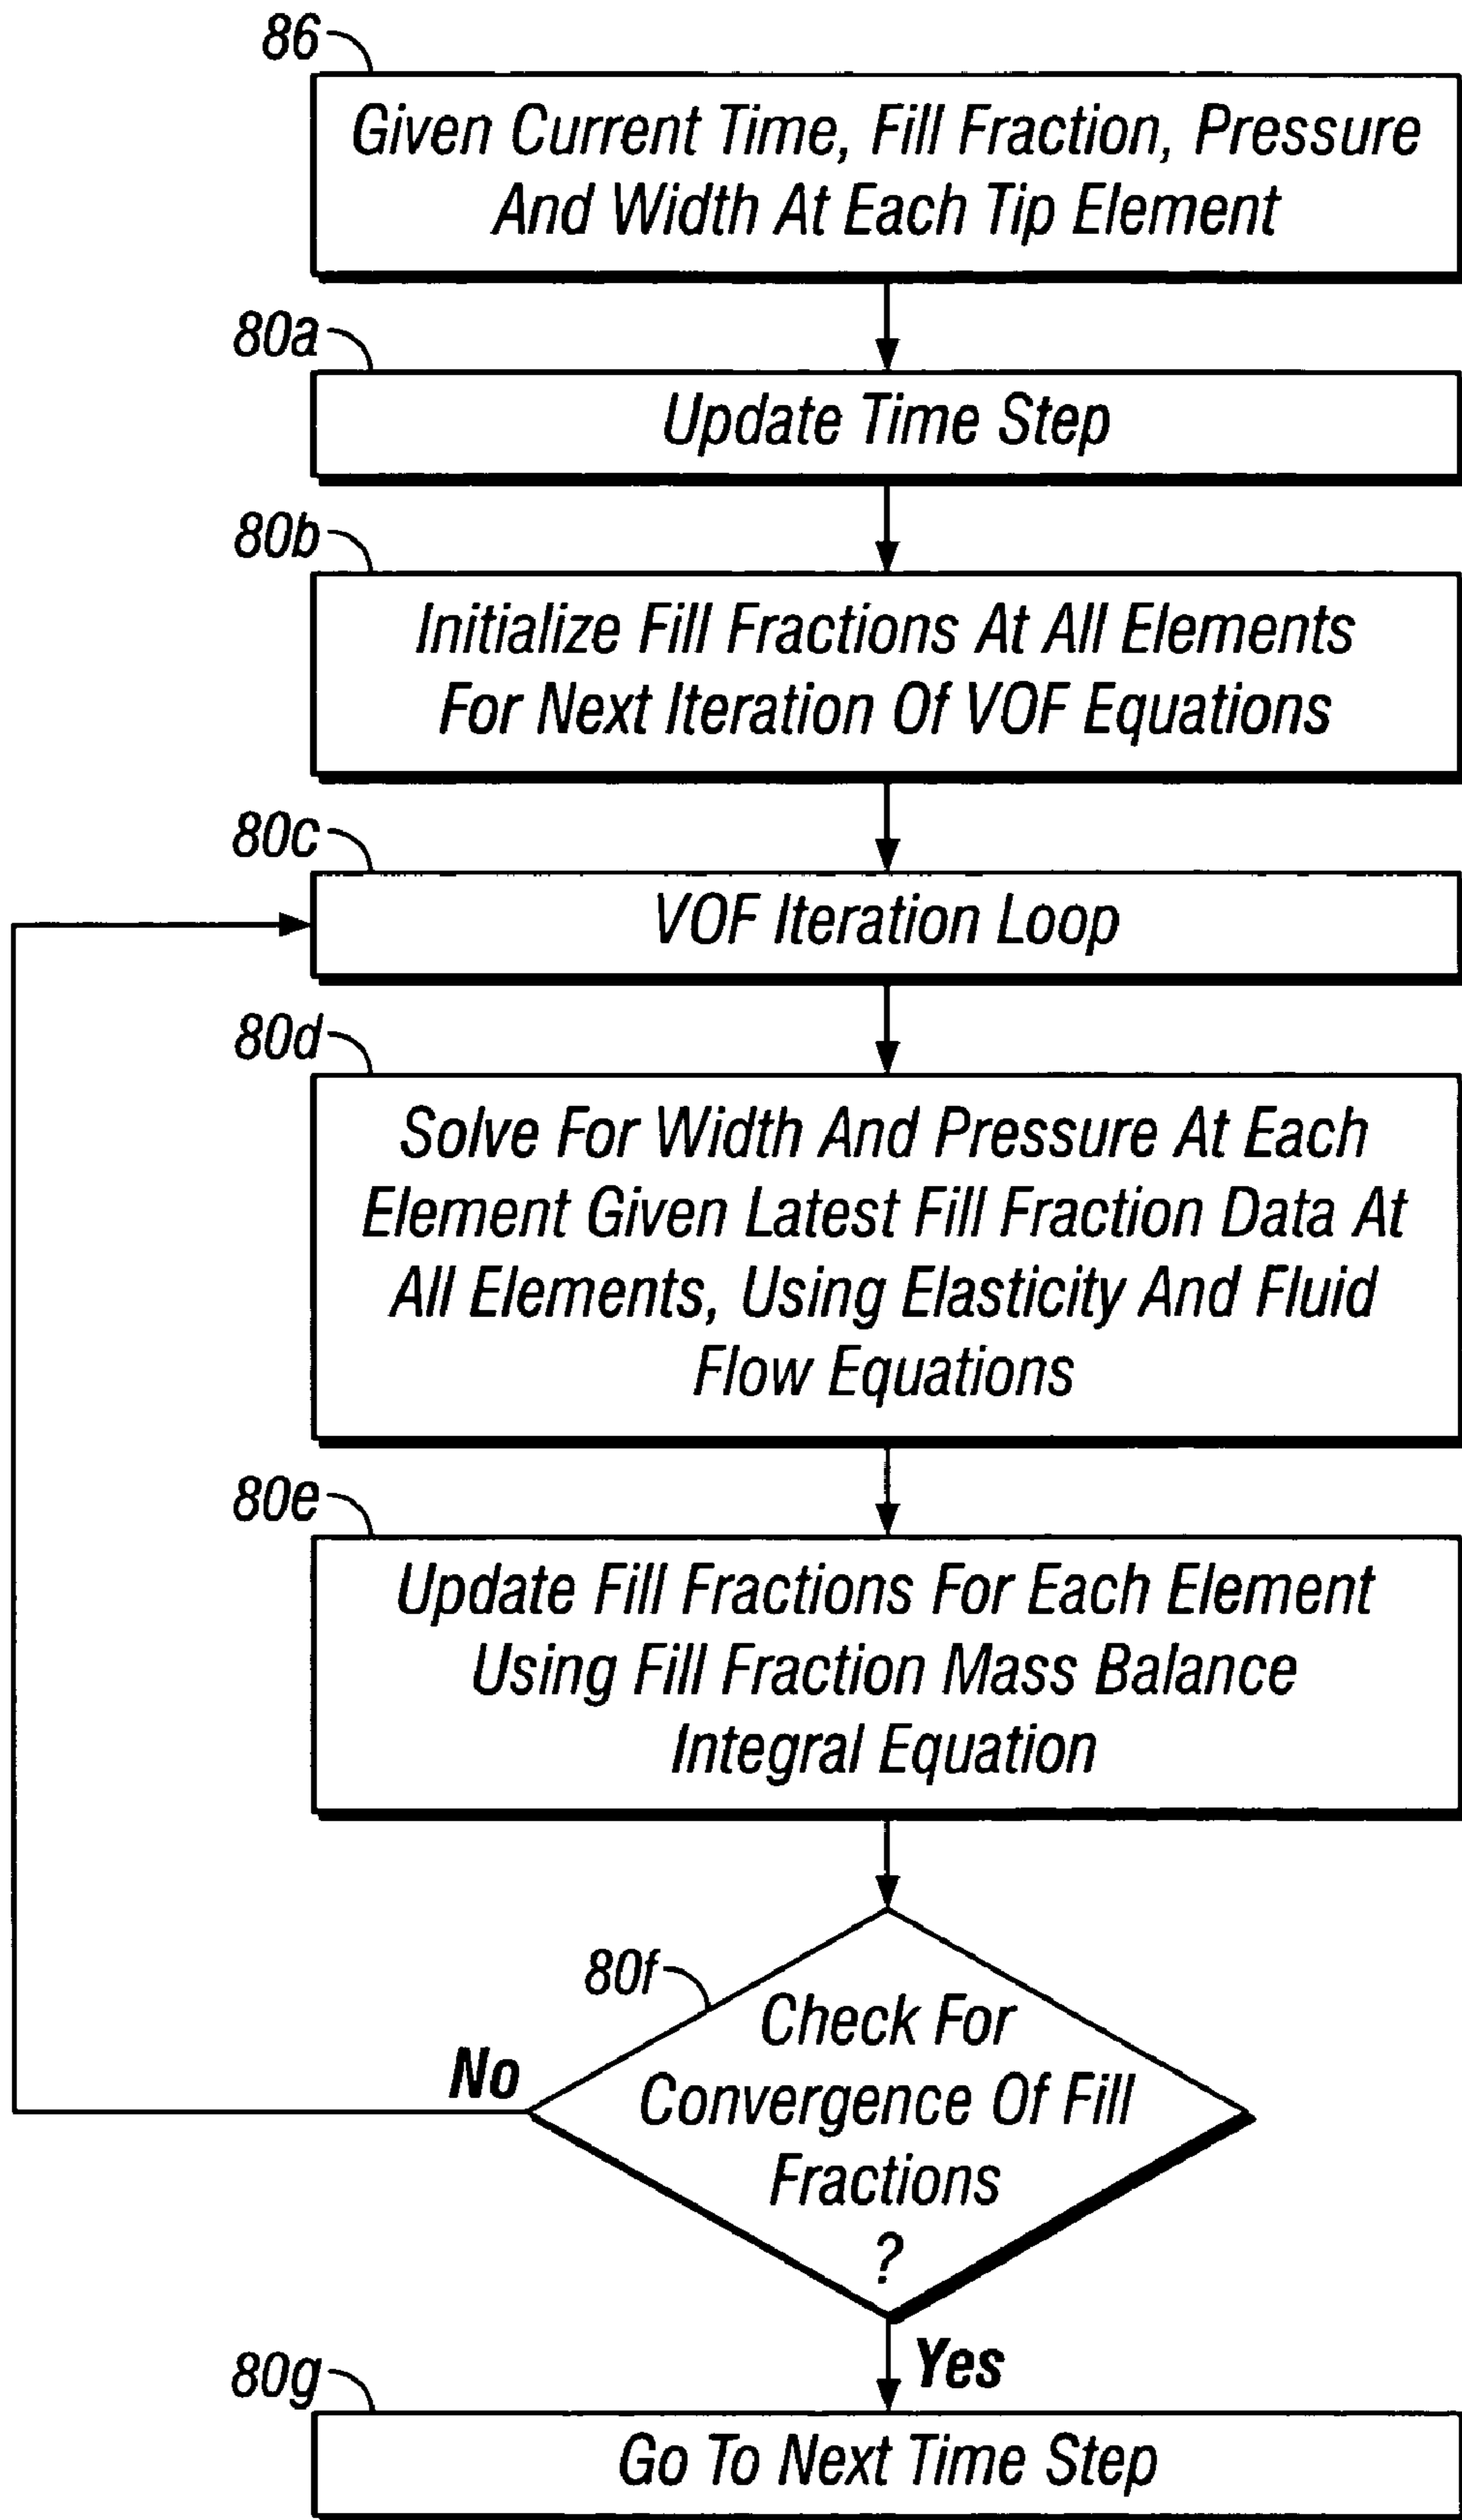 86
Given Current Time, Fill Fraction, Pressure
And Width At Each Tip Element
80a
Update Time Step
80b
Initialize Fill Fractions At All Elements
For Next Iteration Of VOF Equations
80c
VOF Iteration Loop
80d
Solve For Width And Pressure At Each
Element Given Latest Fill Fraction Data At
All Elements, Using Elasticity And Fluid
Flow Equations
80e
Update Fill Fractions For Each Element
Using Fill Fraction Mass Balance
Integral Equation
80f
Check For
Convergence Of Fill
Fractions
?
No
Yes
80g
Go To Next Time Step